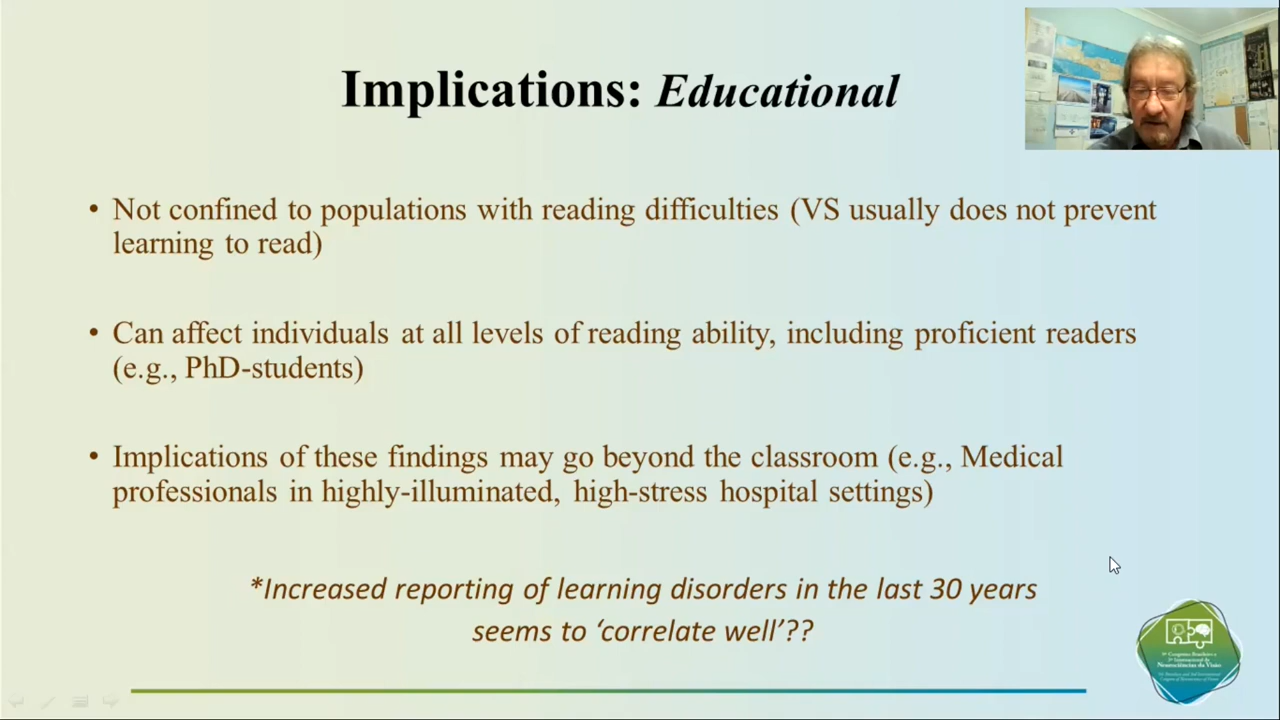 Implications: Educational
• Not confined to populations with reading difficulties (VS usually does not prevent
learning to read)
• Can affect individuals at all levels of reading ability, including proficient readers
(e.g., PhD-students)
• Implications of these findings may go beyond the classroom (e.g., Medical
professionals in highly-illuminated, high-stress hospital settings)
*Increased reporting of learning disorders in the last 30 years
seems to ‘correlate well’??
Neurociências da Visão